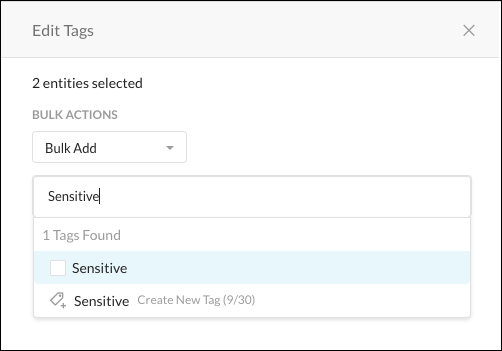 Edit Tags
2 entities selected
BULK ACTIONS
Bulk Add
Sensitive
1 Tags Found
Sensitive
Sensitive Create New Tag (9/30)